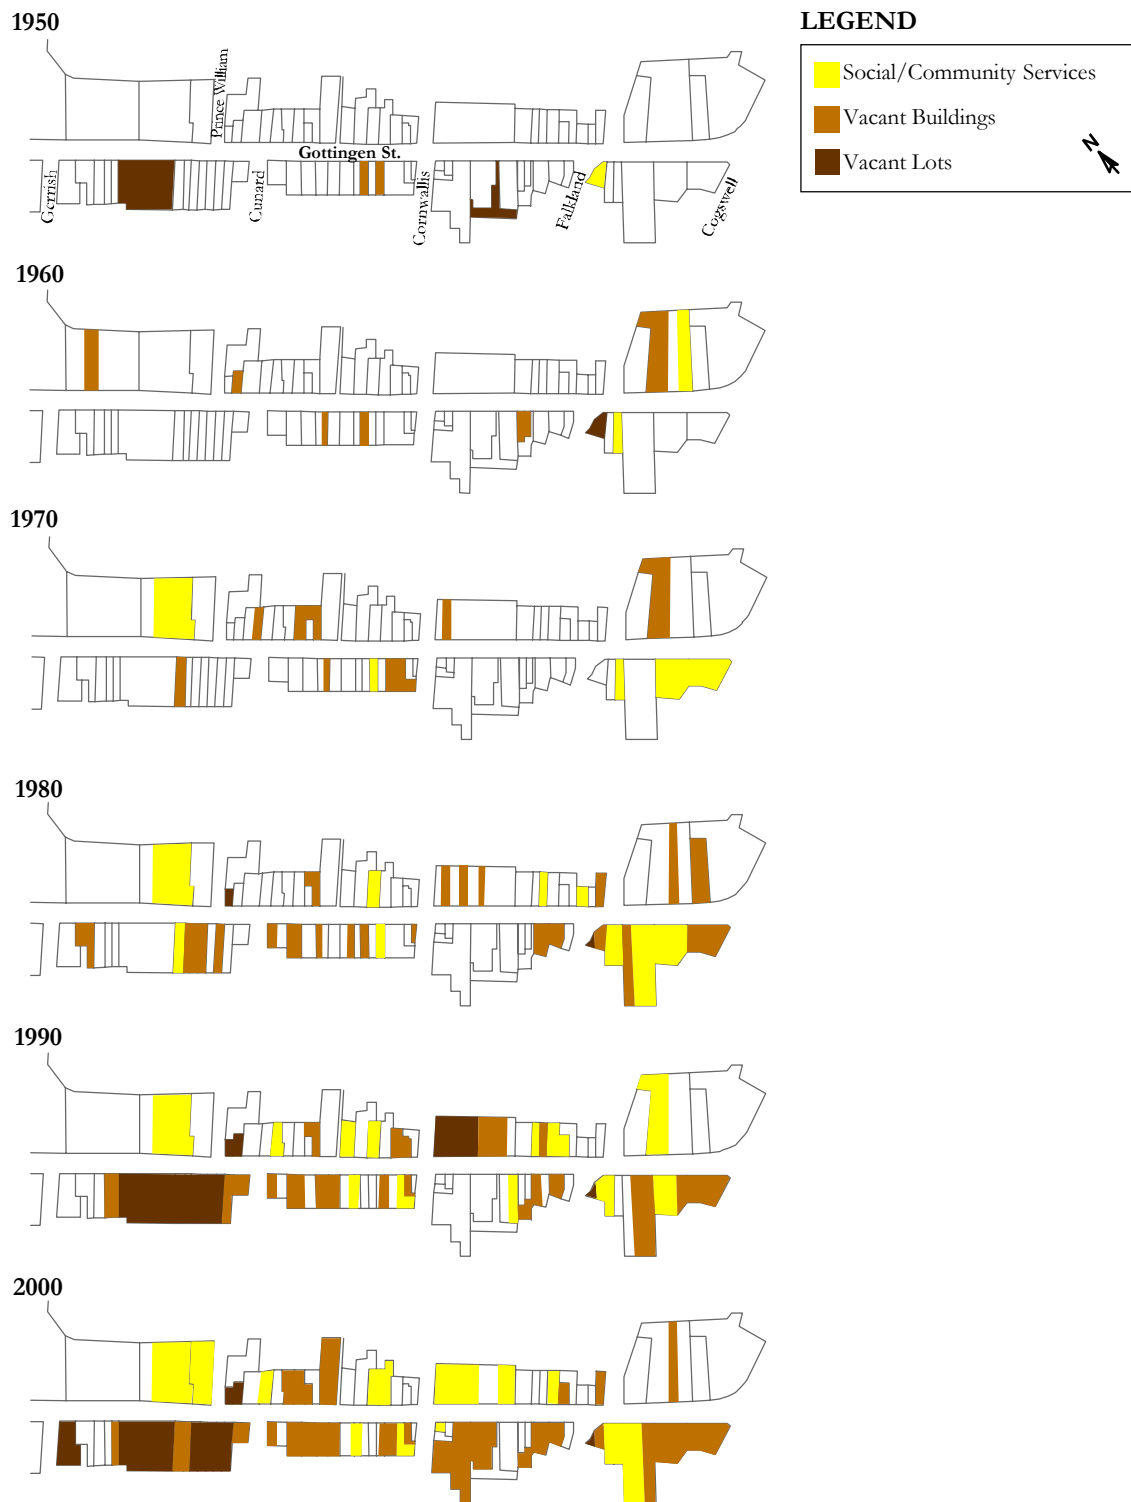 1950
LEGEND
Social/Community Services
Vacant Buildings
Vacant Lots
N
Prince William
Gottingen St.
Gerrish
Cunard
Cornwallis
Falkland
Cogswell
1960
1970
1980
1990
2000